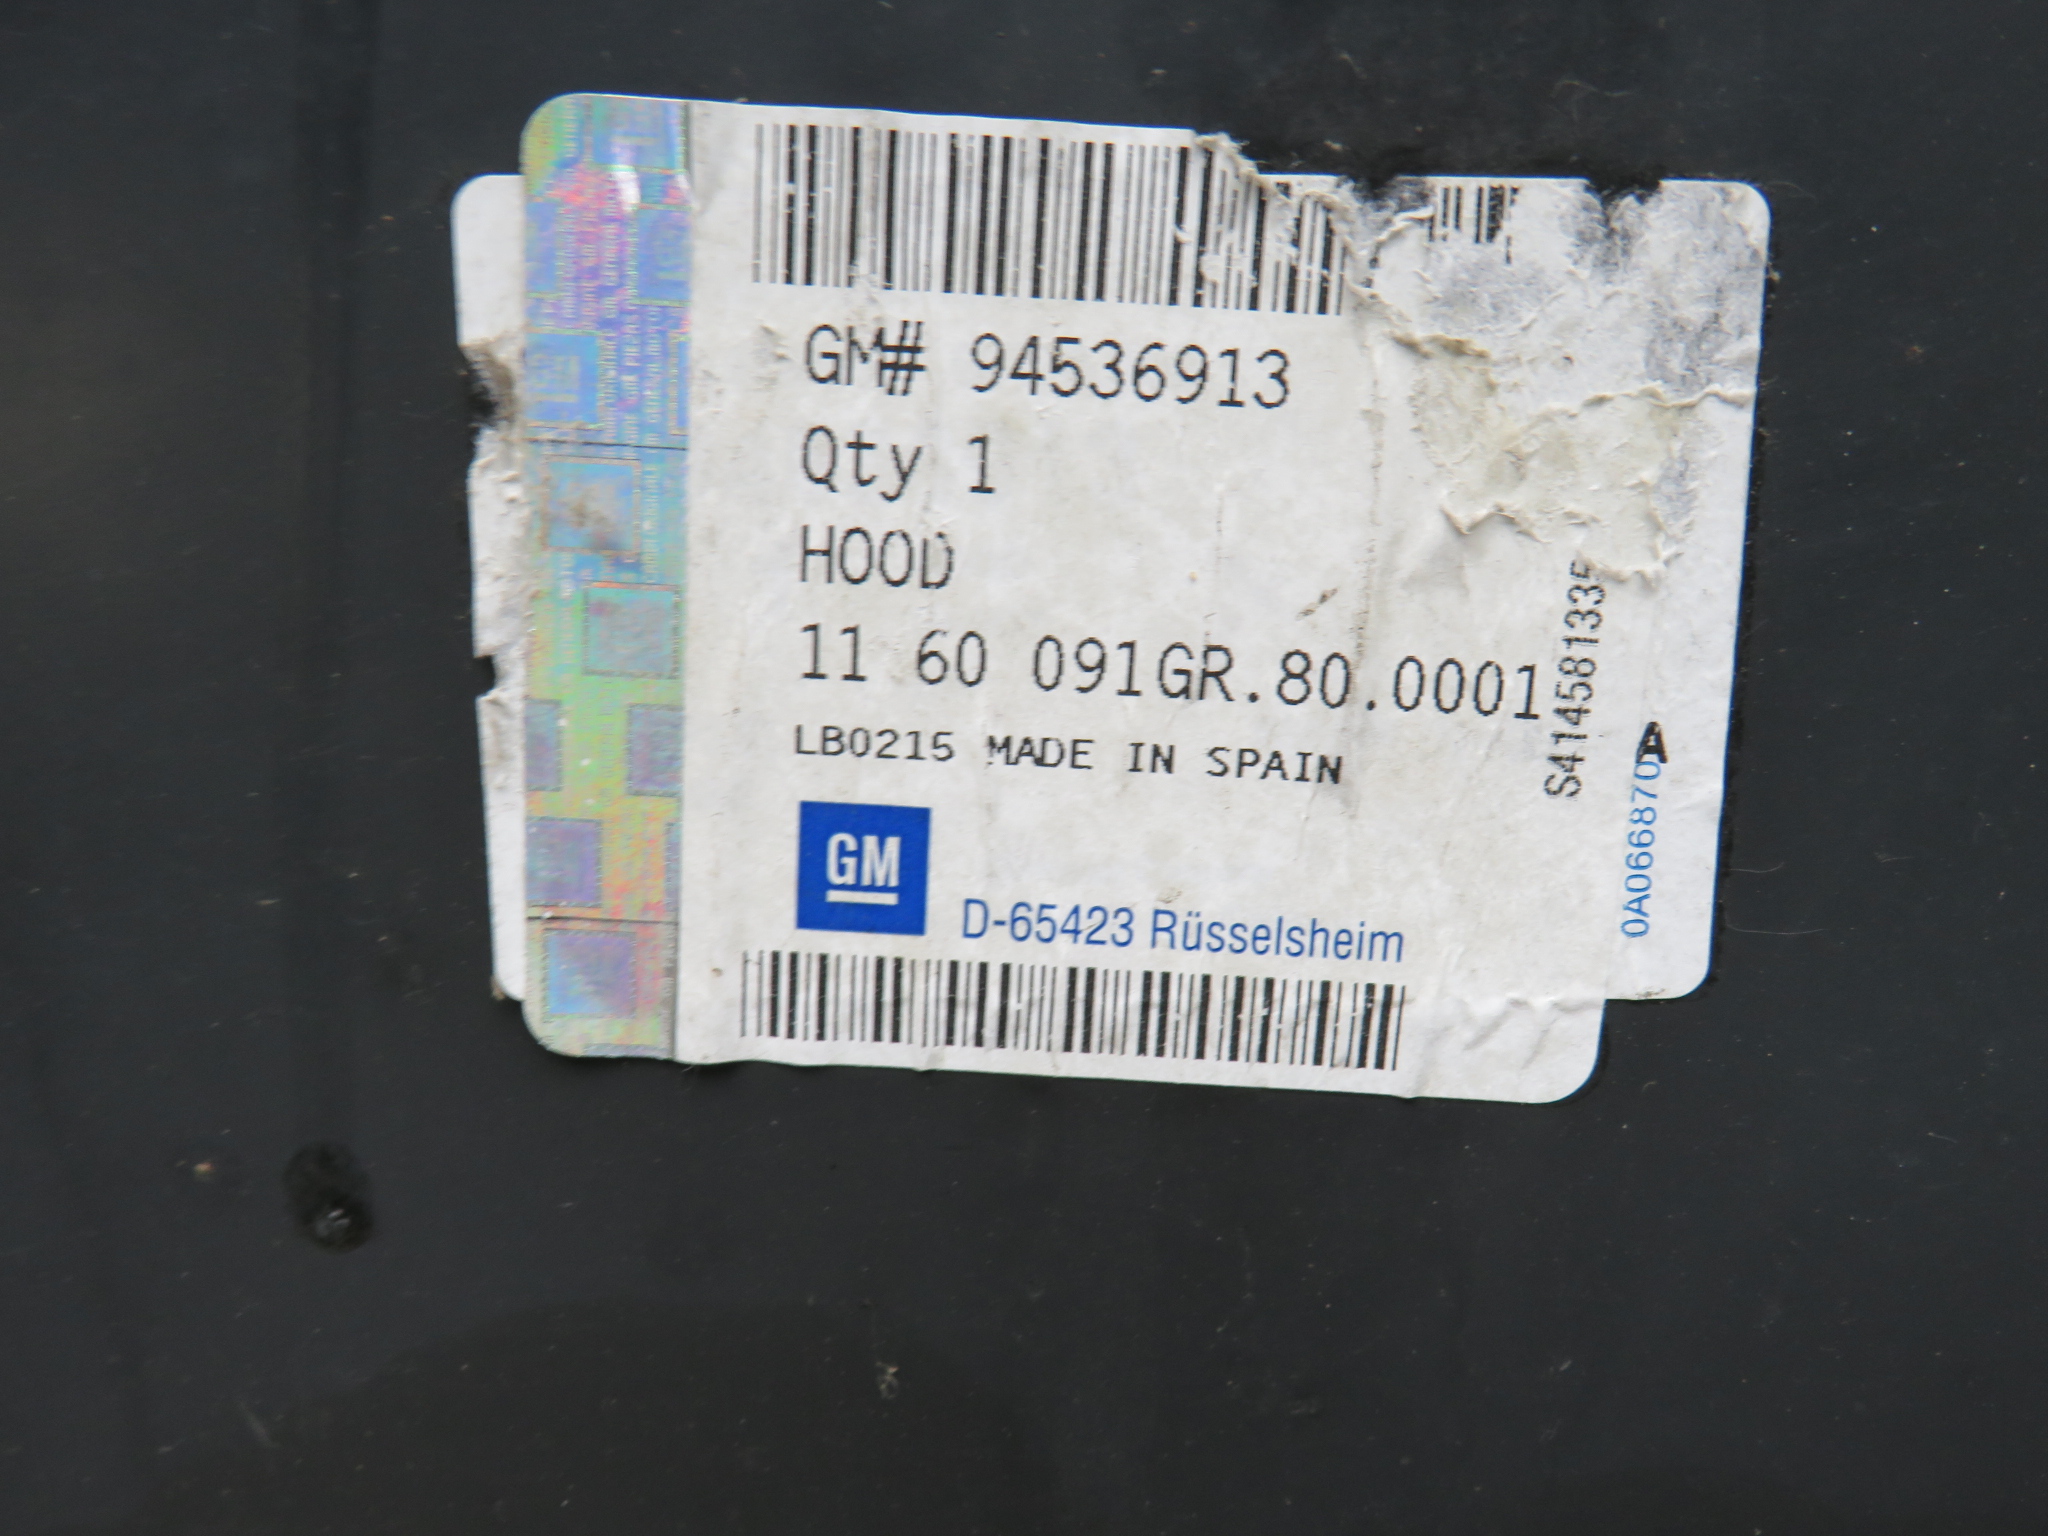 GM# 94536913
Qty 1
HOOD
11 60 091GR.80.0001
LB0215 MADE IN SPAIN
GM
D-65423 Rüsselsheim
S414581335
0A066870
A